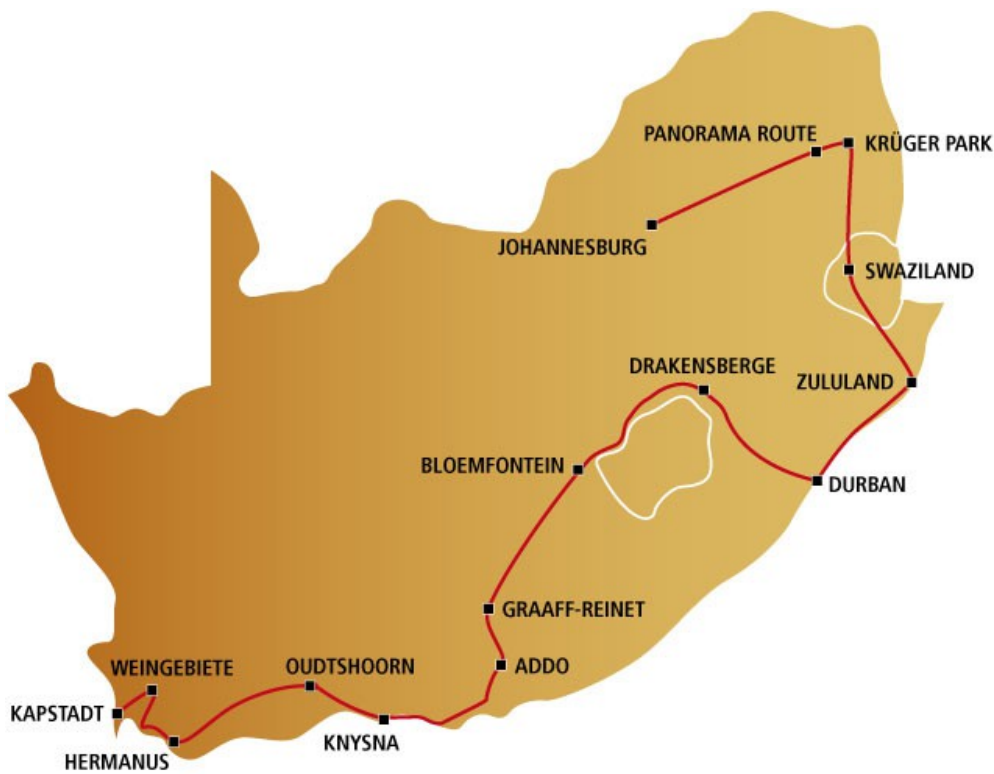 PANORAMA ROUTE
KRÜGER PARK
JOHANNESBURG
SWAZILAND
DRAKENSBERGE
ZULULAND
BLOEMFONTEIN
DURBAN
GRAAFF-REINET
WEINGEBIETE
OUDTSHOORN
ADDO
KAPSTADT
KNYSNA
HERMANUS